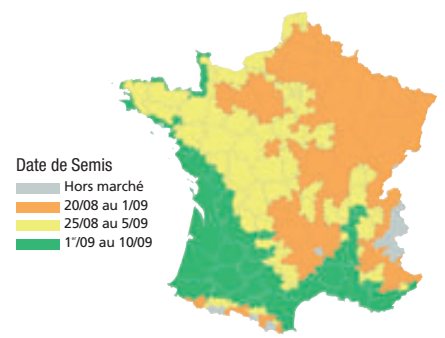 Date de Semis
Hors marché
20/08 au 1/09
25/08 au 5/09
1″/09 au 10/09